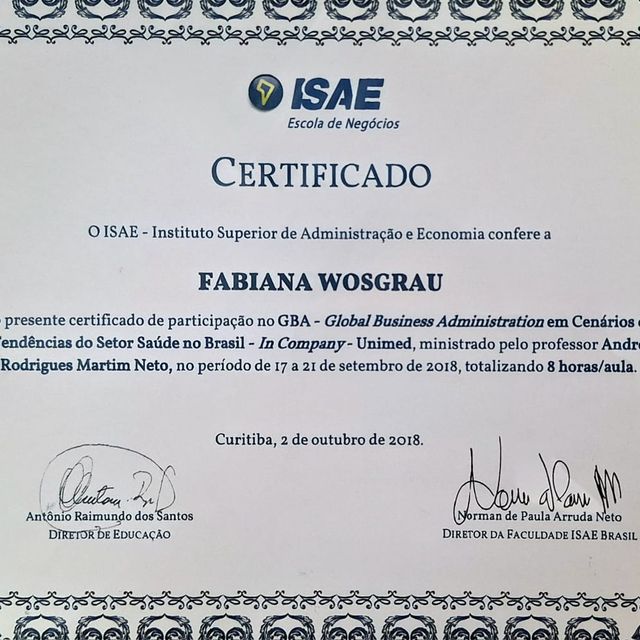 ISAE
Escola de Negócios
CERTIFICADO
O ISAE - Instituto Superior de Administração e Economia confere a
FABIANA WOSGRAU
presente certificado de participação no GBA - Global Business Administration em Cenários e
Tendências do Setor Saúde no Brasil - In Company - Unimed, ministrado pelo professor André
Rodrigues Martim Neto, no período de 17 a 21 de setembro de 2018, totalizando 8 horas/aula.
Curitiba, 2 de outubro de 2018.
Antônio Raimundo dos Santos
DIRETOR DE EDUCAÇÃO
Norman de Paula Arruda Neto
DIRETOR DA FACULDADE ISAE BRASIL